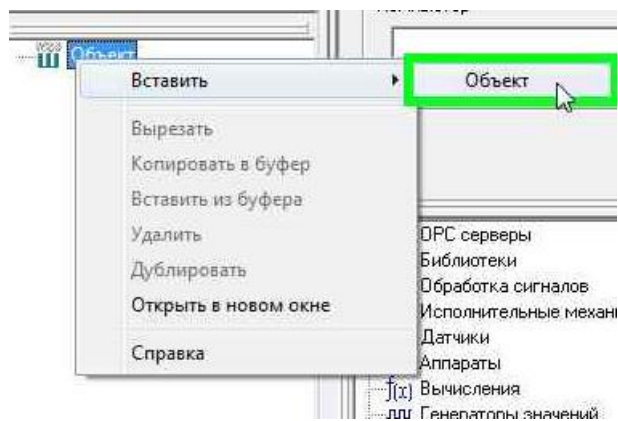 Объект
Вставить
Объект
Вырезать
Копировать в буфер
Вставить из буфера
Удалить
Дублировать
Открыть в новом окне
Справка
OPC серверы
Библиотеки
Обработка сигналов
Исполнительные механ
Датчики
Аппараты
f(x) Вычисления
Генераторы значений